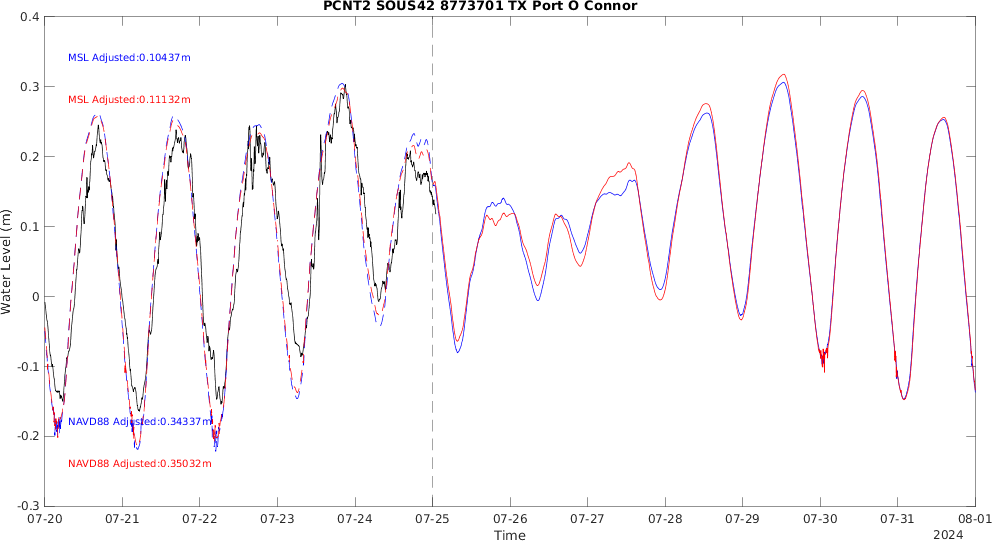 PCNT2 SOUS42 8773701 TX Port O Connor
0.4
MSL Adjusted:0.10437m
0.3
MSL Adjusted:0.11132m
0.2
0.1
Water Level (m)
0
-0.1
NAVD88 Adjusted:0.34337m
-0.2
NAVD88 Adjusted:0.35032m
-0.3
07-20 07-21 07-22 07-23 07-24 07-25 07-26 07-27 07-28 07-29 07-30 07-31 08-01
Time
2024